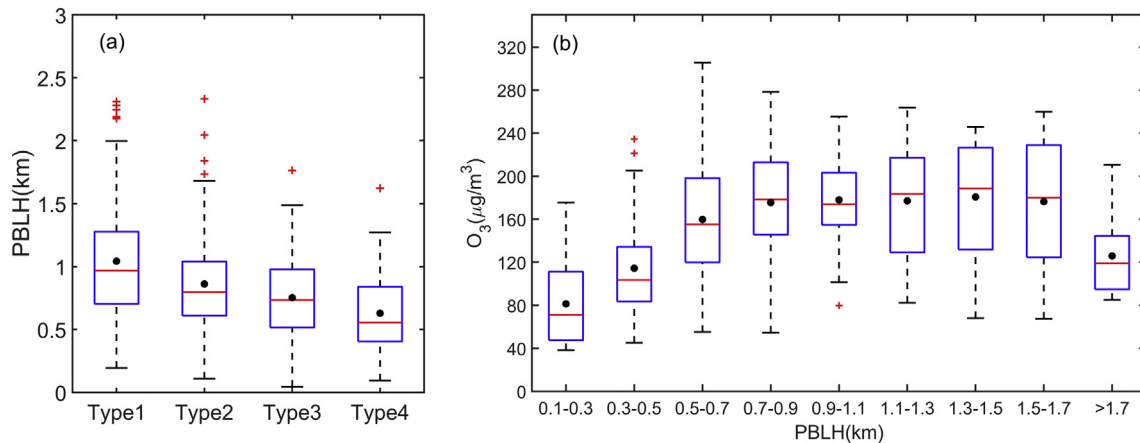 (a)
PBLH(km)
3
2.5
2
1.5
1
0.5
0
Type1 Type2 Type3 Type4
(b)
O₃(μg/m³)
320
280
240
200
160
120
80
40
0
0.1-0.3 0.3-0.5 0.5-0.7 0.7-0.9 0.9-1.1 1.1-1.3 1.3-1.5 1.5-1.7 >1.7
PBLH(km)